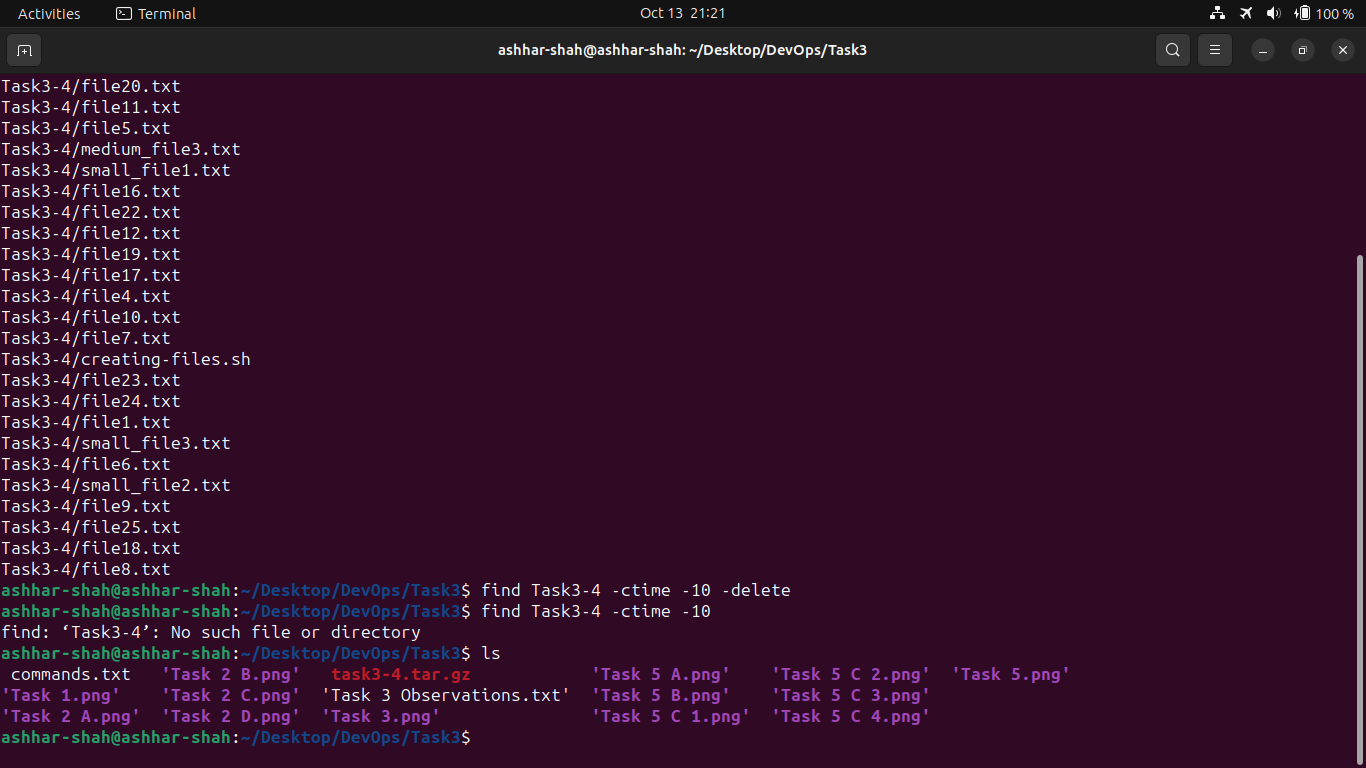 Activities Terminal Oct 13 21:21 100 %
ashhar-shah@ashhar-shah: ~/Desktop/DevOps/Task3
Task3-4/file20.txt
Task3-4/file11.txt
Task3-4/file5.txt
Task3-4/medium_file3.txt
Task3-4/small_file1.txt
Task3-4/file16.txt
Task3-4/file22.txt
Task3-4/file12.txt
Task3-4/file19.txt
Task3-4/file17.txt
Task3-4/file4.txt
Task3-4/file10.txt
Task3-4/file7.txt
Task3-4/creating-files.sh
Task3-4/file23.txt
Task3-4/file24.txt
Task3-4/file1.txt
Task3-4/small_file3.txt
Task3-4/file6.txt
Task3-4/small_file2.txt
Task3-4/file9.txt
Task3-4/file25.txt
Task3-4/file18.txt
Task3-4/file8.txt
ashhar-shah@ashhar-shah:~/Desktop/DevOps/Task3$ find Task3-4 -ctime -10 -delete
ashhar-shah@ashhar-shah:~/Desktop/DevOps/Task3$ find Task3-4 -ctime -10
find: ‘Task3-4’: No such file or directory
ashhar-shah@ashhar-shah:~/Desktop/DevOps/Task3$ ls
commands.txt 'Task 2 B.png' task3-4.tar.gz 'Task 5 A.png' 'Task 5 C 2.png' 'Task 5.png'
'Task 1.png' 'Task 2 C.png' 'Task 3 Observations.txt' 'Task 5 B.png' 'Task 5 C 3.png'
'Task 2 A.png' 'Task 2 D.png' 'Task 3.png' 'Task 5 C 1.png' 'Task 5 C 4.png'
ashhar-shah@ashhar-shah:~/Desktop/DevOps/Task3$